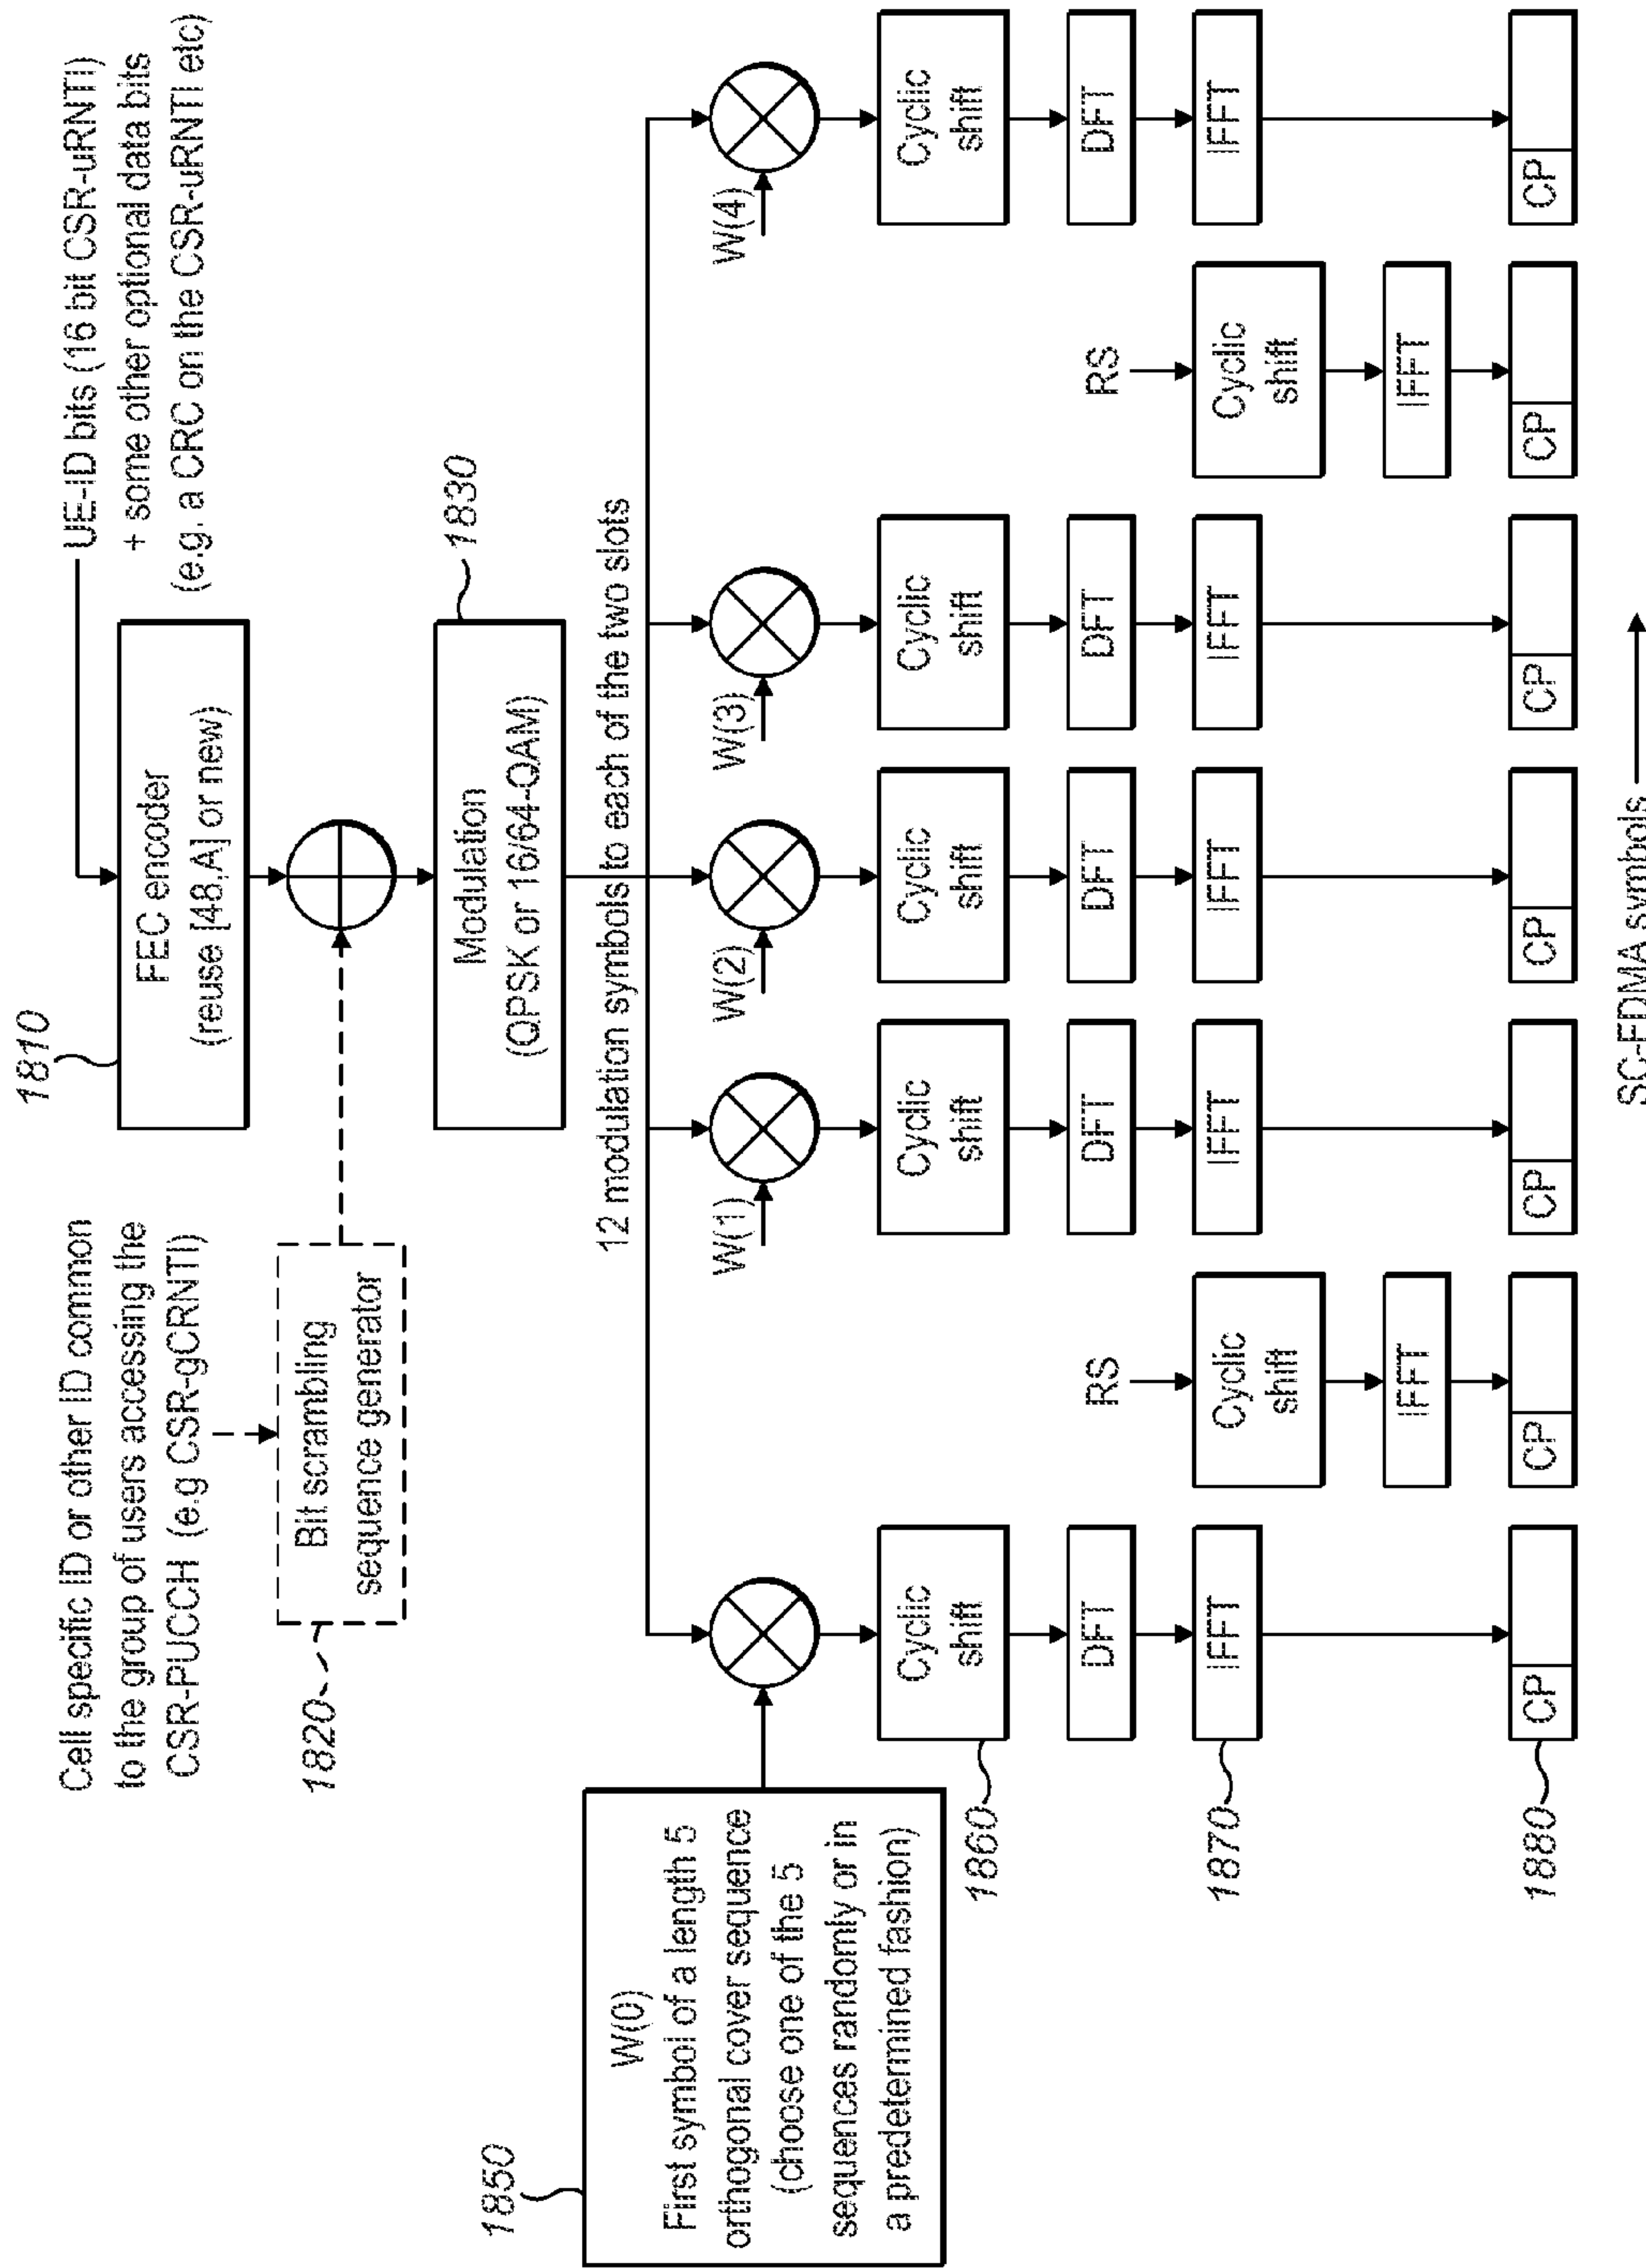 UE-ID bits (16 bit CSR-uRNTI)
+ some other optional data bits
(e.g. a CRC on the CSR-uRNTI etc)
1810
FEC encoder
(reuse [48,A] or new)
Cell specific ID or other ID common
to the group of users accessing the
CSR-PUCCH (e.g CSR-gCRNTI)
1820
Bit scrambling
sequence generator
1830
Modulation
(QPSK or 16/64-QAM)
12 modulation symbols to each of the two slots
1850
W(0)
First symbol of a length 5
orthogonal cover sequence
(choose one of the 5
sequences randomly or in
a predetermined fashion)
W(1)
W(2)
W(3)
W(4)
1860
Cyclic
shift
DFT
1870
IFFT
1880
CP
RS
Cyclic
shift
IFFT
CP
Cyclic
shift
DFT
IFFT
CP
Cyclic
shift
DFT
IFFT
CP
Cyclic
shift
DFT
IFFT
CP
RS
Cyclic
shift
IFFT
CP
Cyclic
shift
DFT
IFFT
CP
SC-FDMA symbols